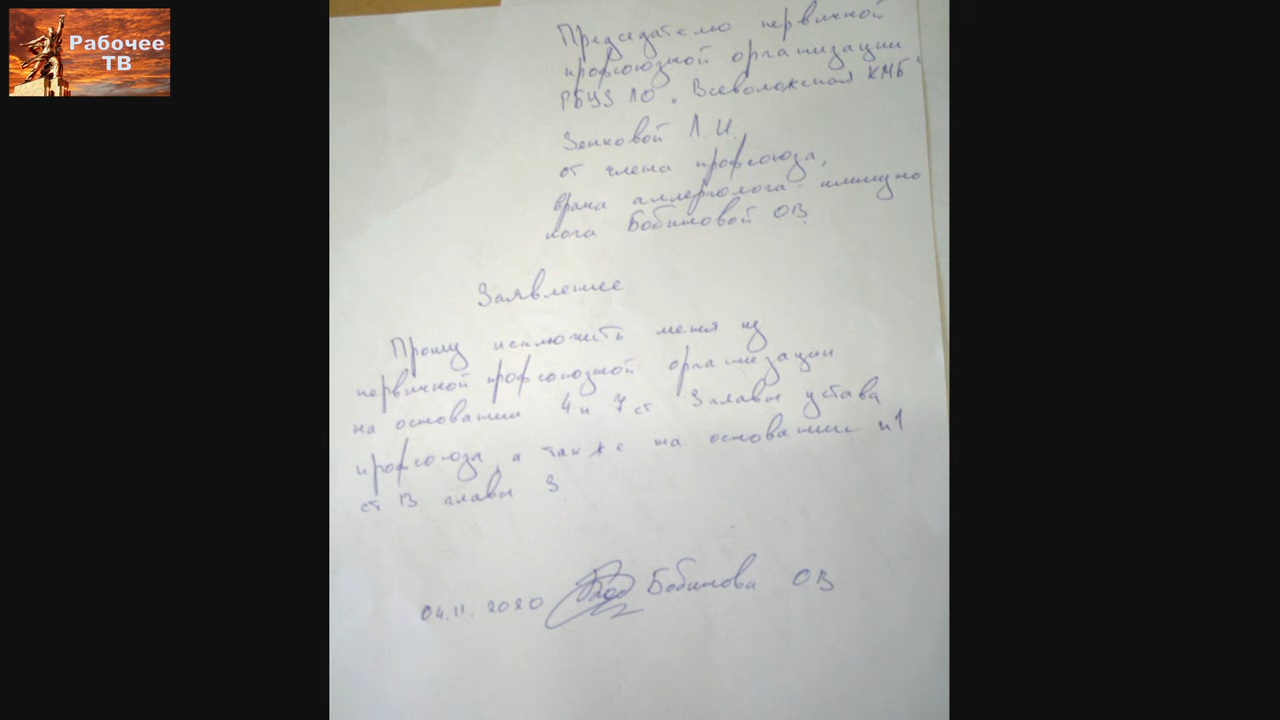 Рабочее
ТВ
Председателю первичной
профсоюзной организации
ГБУЗ ЛО "Всеволожская КМБ"
Зенковой Л.И.
от члена профсоюза,
врача аллерголога-иммуно
лога Бобиновой ОВ.
Заявление
Прошу исключить меня из
первичной профсоюзной организации
на основании 4 и 7 ст 3 главы устава
профсоюза, а также на основании п1
ст 13 главы 3.
04.11.2020 Бобинова ОВ